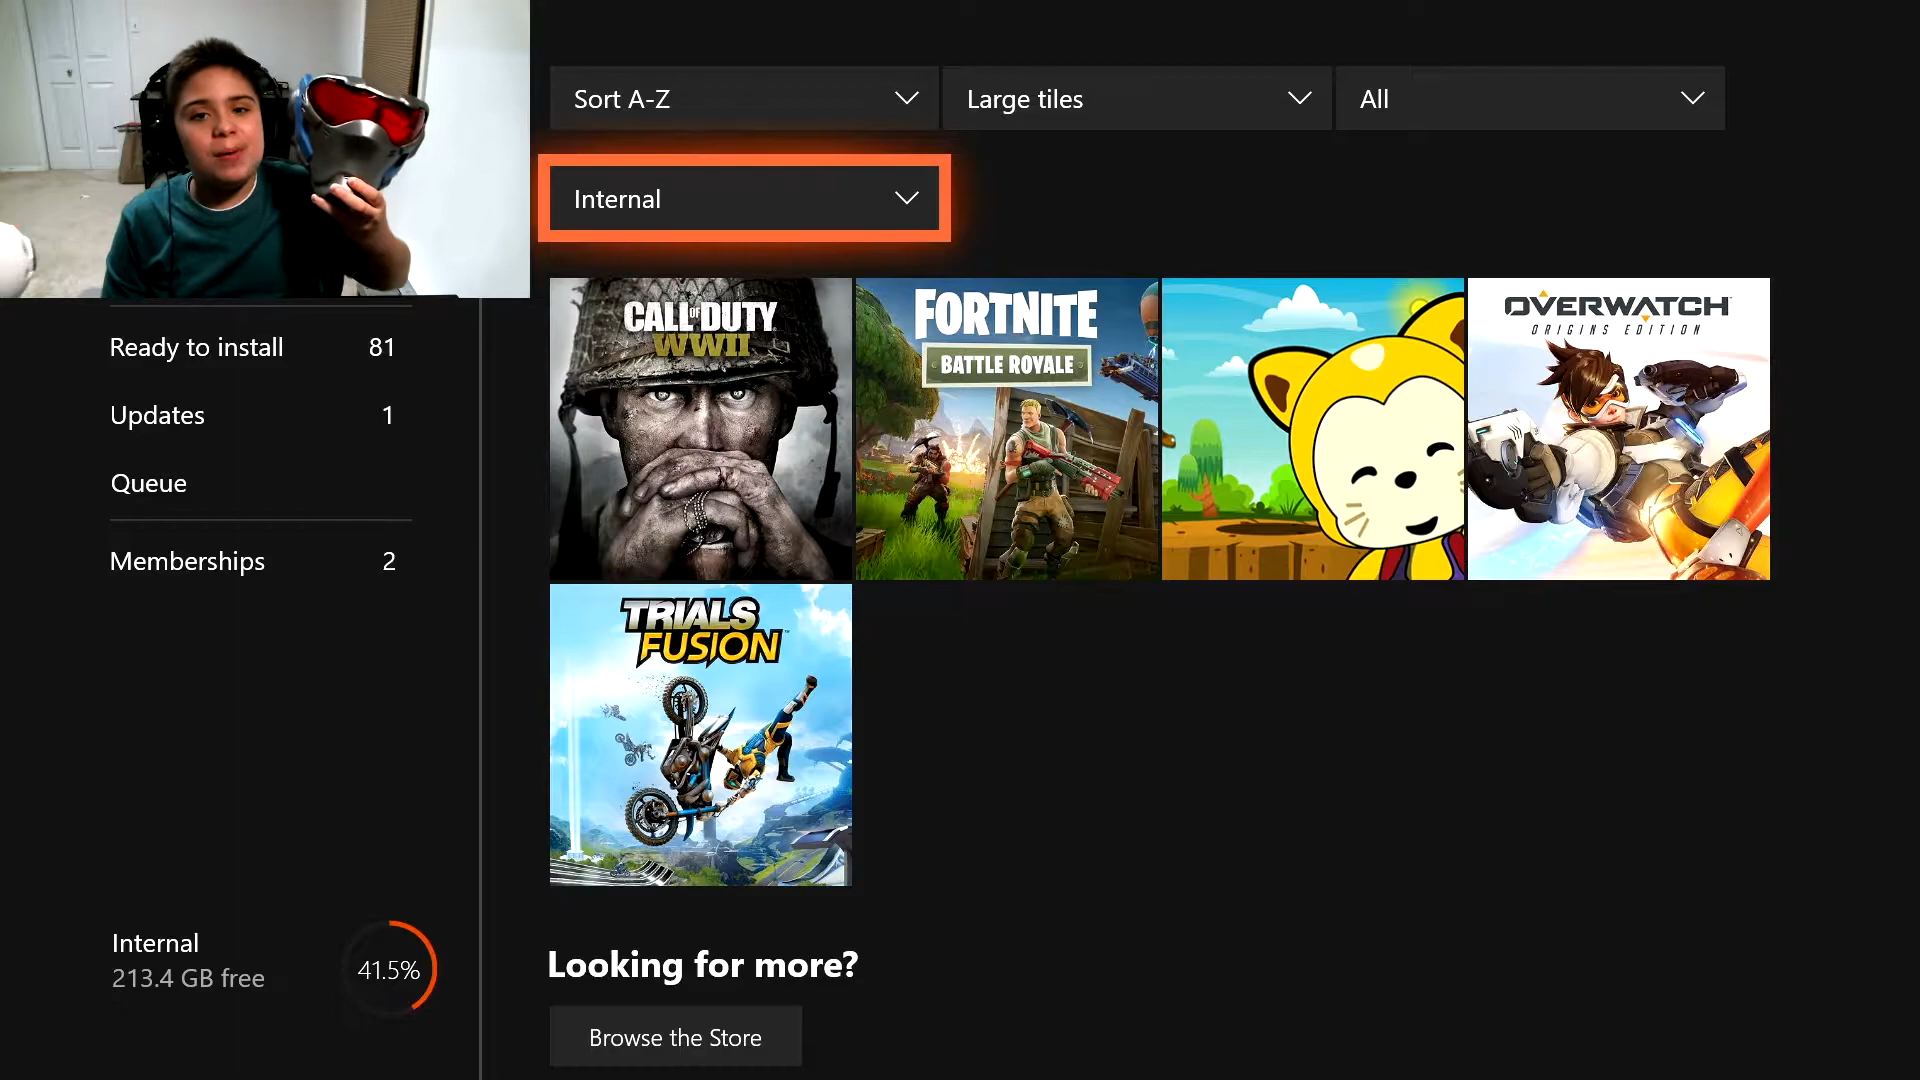 Sort A-Z
Large tiles
All
Internal
Ready to install 81
Updates 1
Queue
Memberships 2
CALL OF DUTY
WWII
FORTNITE
BATTLE ROYALE
OVERWATCH
ORIGINS EDITION
TRIALS
FUSION
Internal
213.4 GB free
41.5%
Looking for more?
Browse the Store